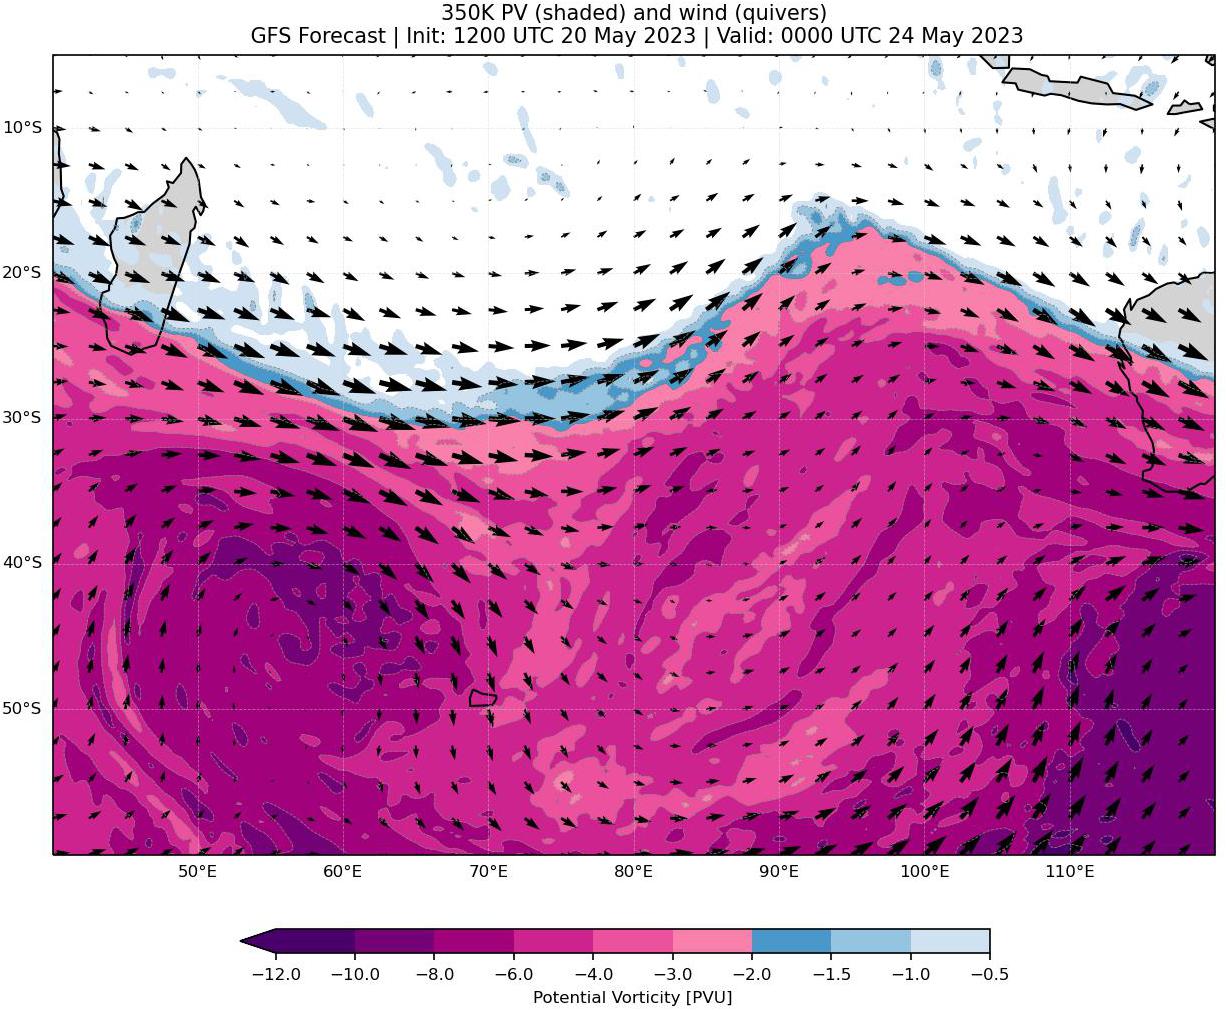 350K PV (shaded) and wind (quivers)
GFS Forecast | Init: 1200 UTC 20 May 2023 | Valid: 0000 UTC 24 May 2023
10°S
20°S
30°S
40°S
50°S
50°E 60°E 70°E 80°E 90°E 100°E 110°E
−12.0 −10.0 −8.0 −6.0 −4.0 −3.0 −2.0 −1.5 −1.0 −0.5
Potential Vorticity [PVU]